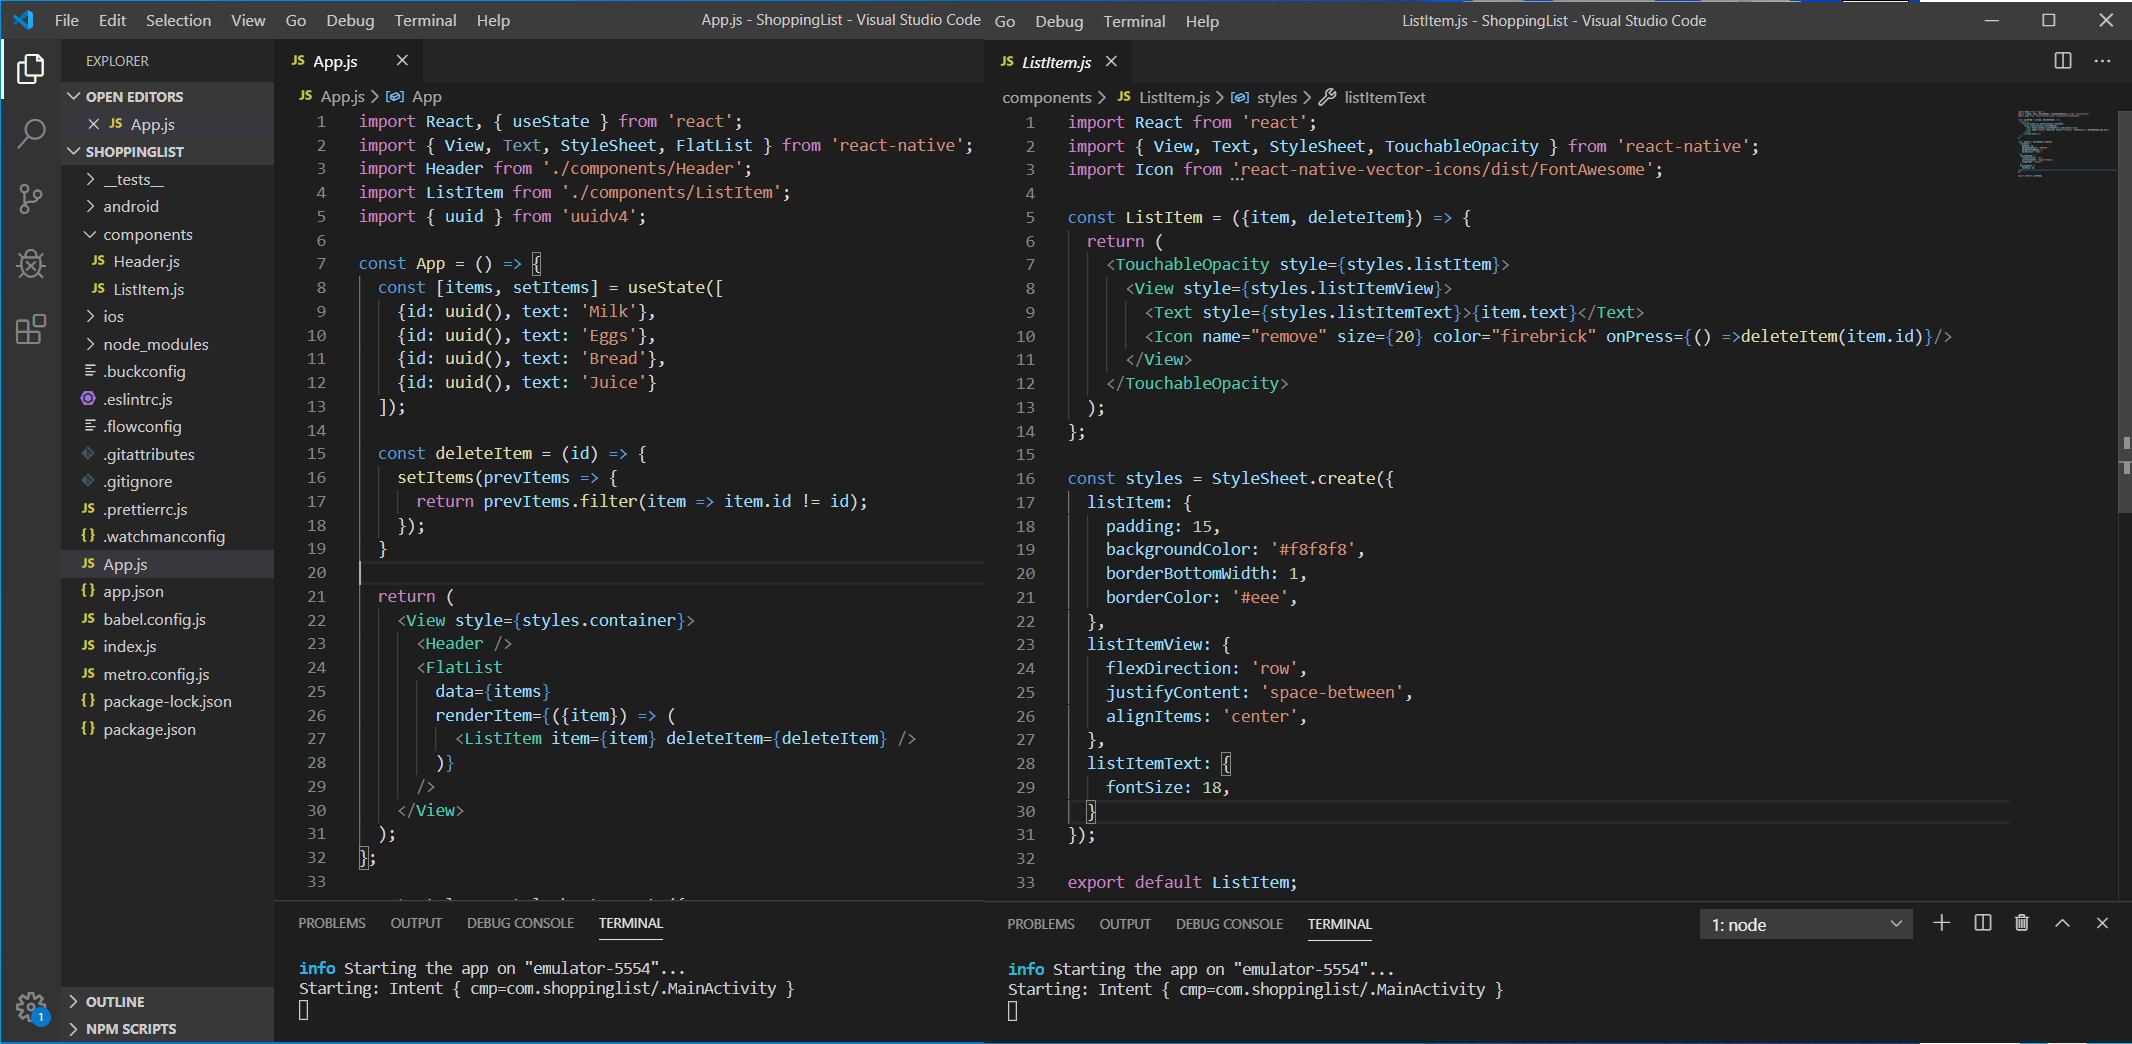 File Edit Selection View Go Debug Terminal Help
App.js - ShoppingList - Visual Studio Code
EXPLORER
OPEN EDITORS
JS App.js
SHOPPINGLIST
__tests__
android
components
JS Header.js
JS ListItem.js
ios
node_modules
.buckconfig
.eslintrc.js
.flowconfig
.gitattributes
.gitignore
JS .prettierrc.js
{} .watchmanconfig
JS App.js
{} app.json
JS babel.config.js
JS index.js
JS metro.config.js
{} package-lock.json
{} package.json
OUTLINE
NPM SCRIPTS
1
JS App.js
JS App.js > App
1 import React, { useState } from 'react';
2 import { View, Text, StyleSheet, FlatList } from 'react-native';
3 import Header from './components/Header';
4 import ListItem from './components/ListItem';
5 import { uuid } from 'uuidv4';
6
7 const App = () => {
8 const [items, setItems] = useState([
9 {id: uuid(), text: 'Milk'},
10 {id: uuid(), text: 'Eggs'},
11 {id: uuid(), text: 'Bread'},
12 {id: uuid(), text: 'Juice'}
13 ]);
14
15 const deleteItem = (id) => {
16 setItems(prevItems => {
17 return prevItems.filter(item => item.id != id);
18 });
19 }
20
21 return (
22 <View style={styles.container}>
23 <Header />
24 <FlatList
25 data={items}
26 renderItem={({item}) => (
27 <ListItem item={item} deleteItem={deleteItem} />
28 )}
29 />
30 </View>
31 );
32 };
33
PROBLEMS OUTPUT DEBUG CONSOLE TERMINAL
info Starting the app on "emulator-5554"...
Starting: Intent { cmp=com.shoppinglist/.MainActivity }
Go Debug Terminal Help
ListItem.js - ShoppingList - Visual Studio Code
JS ListItem.js
components > JS ListItem.js > styles > listItemText
1 import React from 'react';
2 import { View, Text, StyleSheet, TouchableOpacity } from 'react-native';
3 import Icon from 'react-native-vector-icons/dist/FontAwesome';
4
5 const ListItem = ({item, deleteItem}) => {
6 return (
7 <TouchableOpacity style={styles.listItem}>
8 <View style={styles.listItemView}>
9 <Text style={styles.listItemText}>{item.text}</Text>
10 <Icon name="remove" size={20} color="firebrick" onPress={() =>deleteItem(item.id)}/>
11 </View>
12 </TouchableOpacity>
13 );
14 };
15
16 const styles = StyleSheet.create({
17 listItem: {
18 padding: 15,
19 backgroundColor: '#f8f8f8',
20 borderBottomWidth: 1,
21 borderColor: '#eee',
22 },
23 listItemView: {
24 flexDirection: 'row',
25 justifyContent: 'space-between',
26 alignItems: 'center',
27 },
28 listItemText: {
29 fontSize: 18,
30 }
31 });
32
33 export default ListItem;
PROBLEMS OUTPUT DEBUG CONSOLE TERMINAL
1: node
info Starting the app on "emulator-5554"...
Starting: Intent { cmp=com.shoppinglist/.MainActivity }